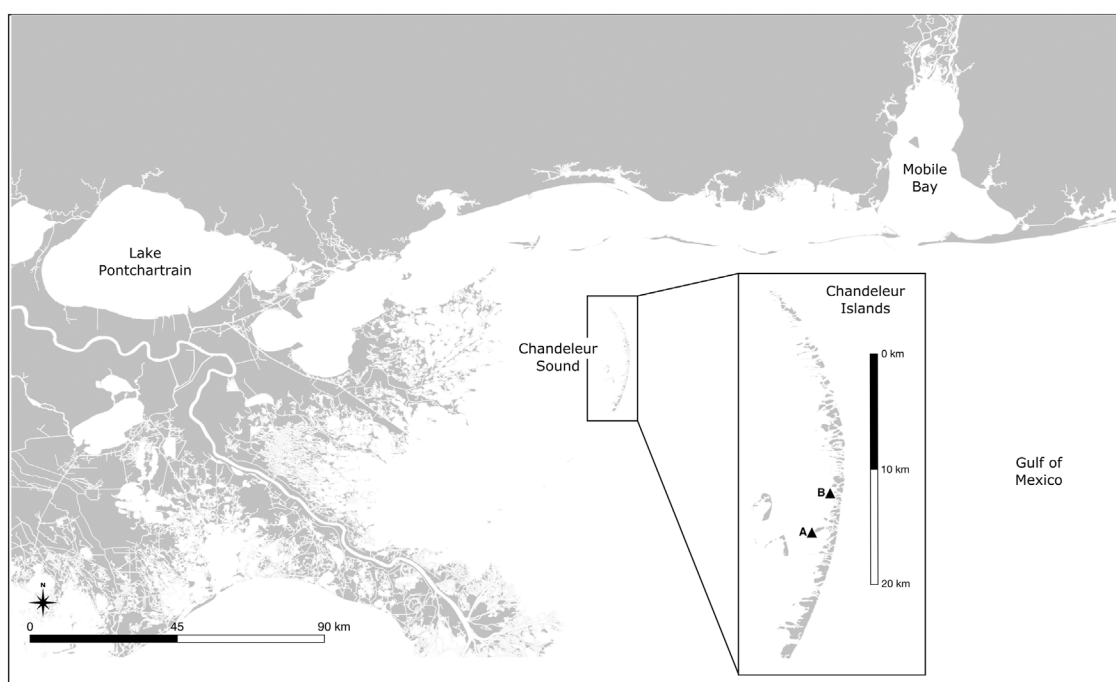 Mobile
Bay
Lake
Pontchartrain
Chandeleur
Islands
Chandeleur
Sound
0 km
10 km
Gulf of
Mexico
B
A
20 km
N
0 45 90 km